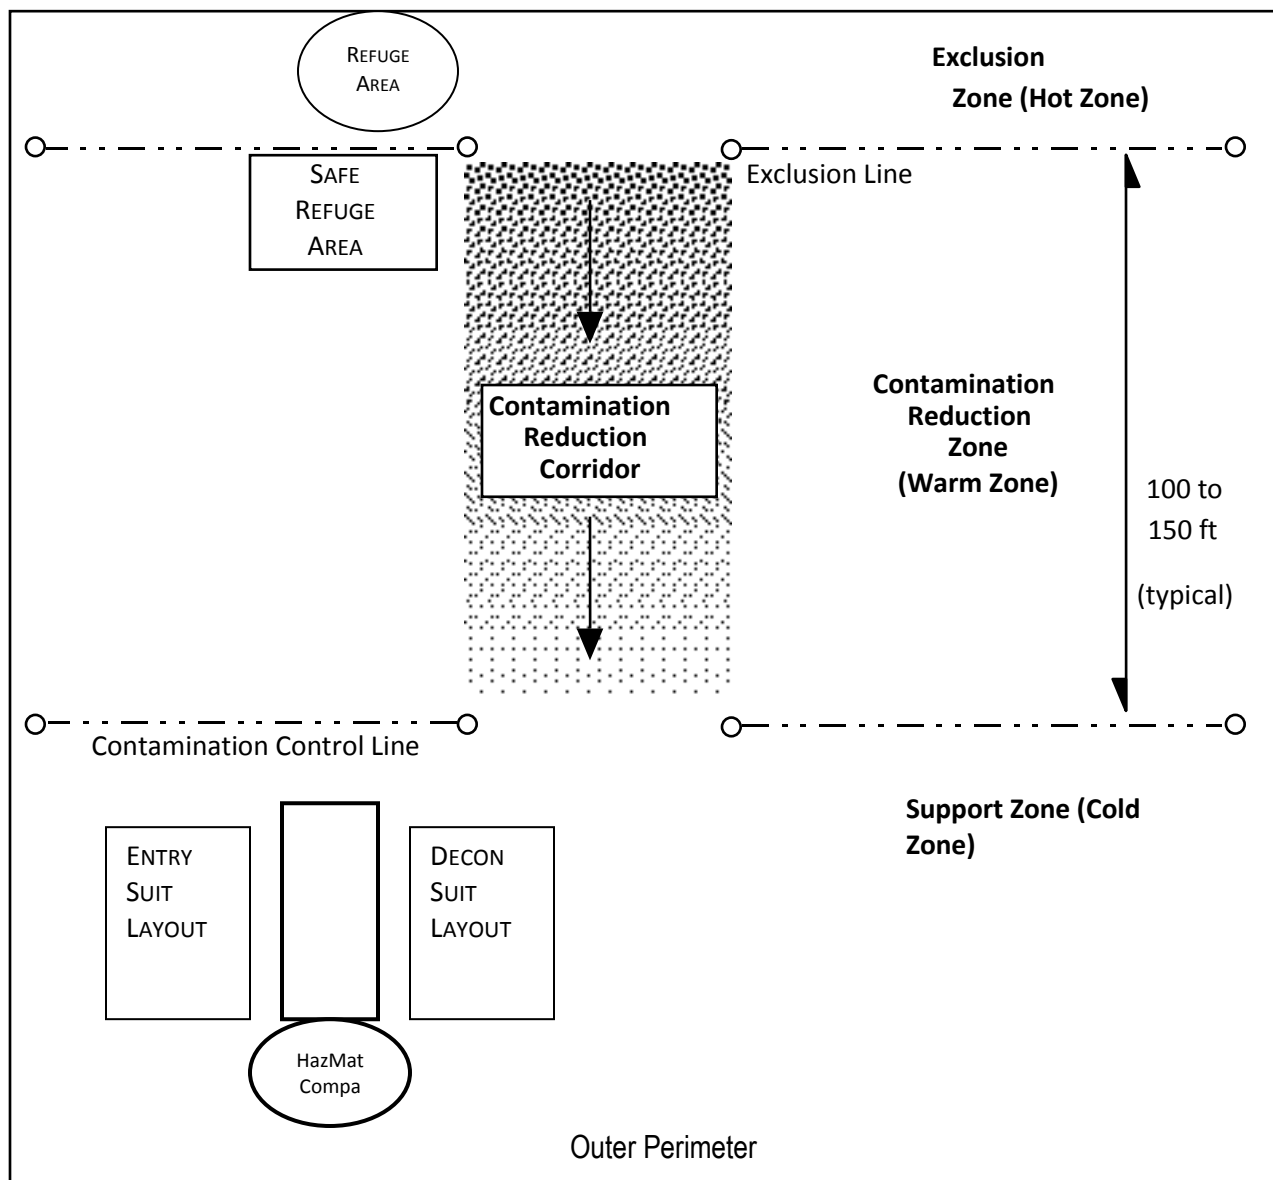 REFUGE
AREA
Exclusion
Zone (Hot Zone)
SAFE
REFUGE
AREA
Exclusion Line
Contamination
Reduction
Corridor
Contamination
Reduction
Zone
(Warm Zone)
100 to
150 ft
(typical)
Contamination Control Line
Support Zone (Cold
Zone)
ENTRY
SUIT
LAYOUT
DECON
SUIT
LAYOUT
HazMat
Compa
Outer Perimeter